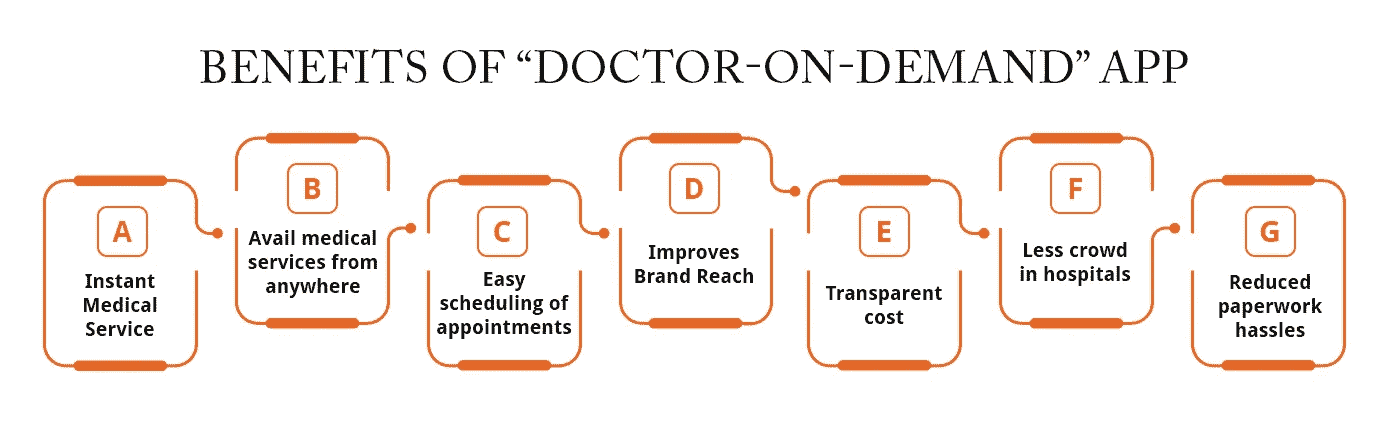 BENEFITS OF “DOCTOR-ON-DEMAND” APP
A
Instant
Medical
Service
B
Avail medical
services from
anywhere
C
Easy
scheduling of
appointments
D
Improves
Brand Reach
E
Transparent
cost
F
Less crowd
in hospitals
G
Reduced
paperwork
hassles